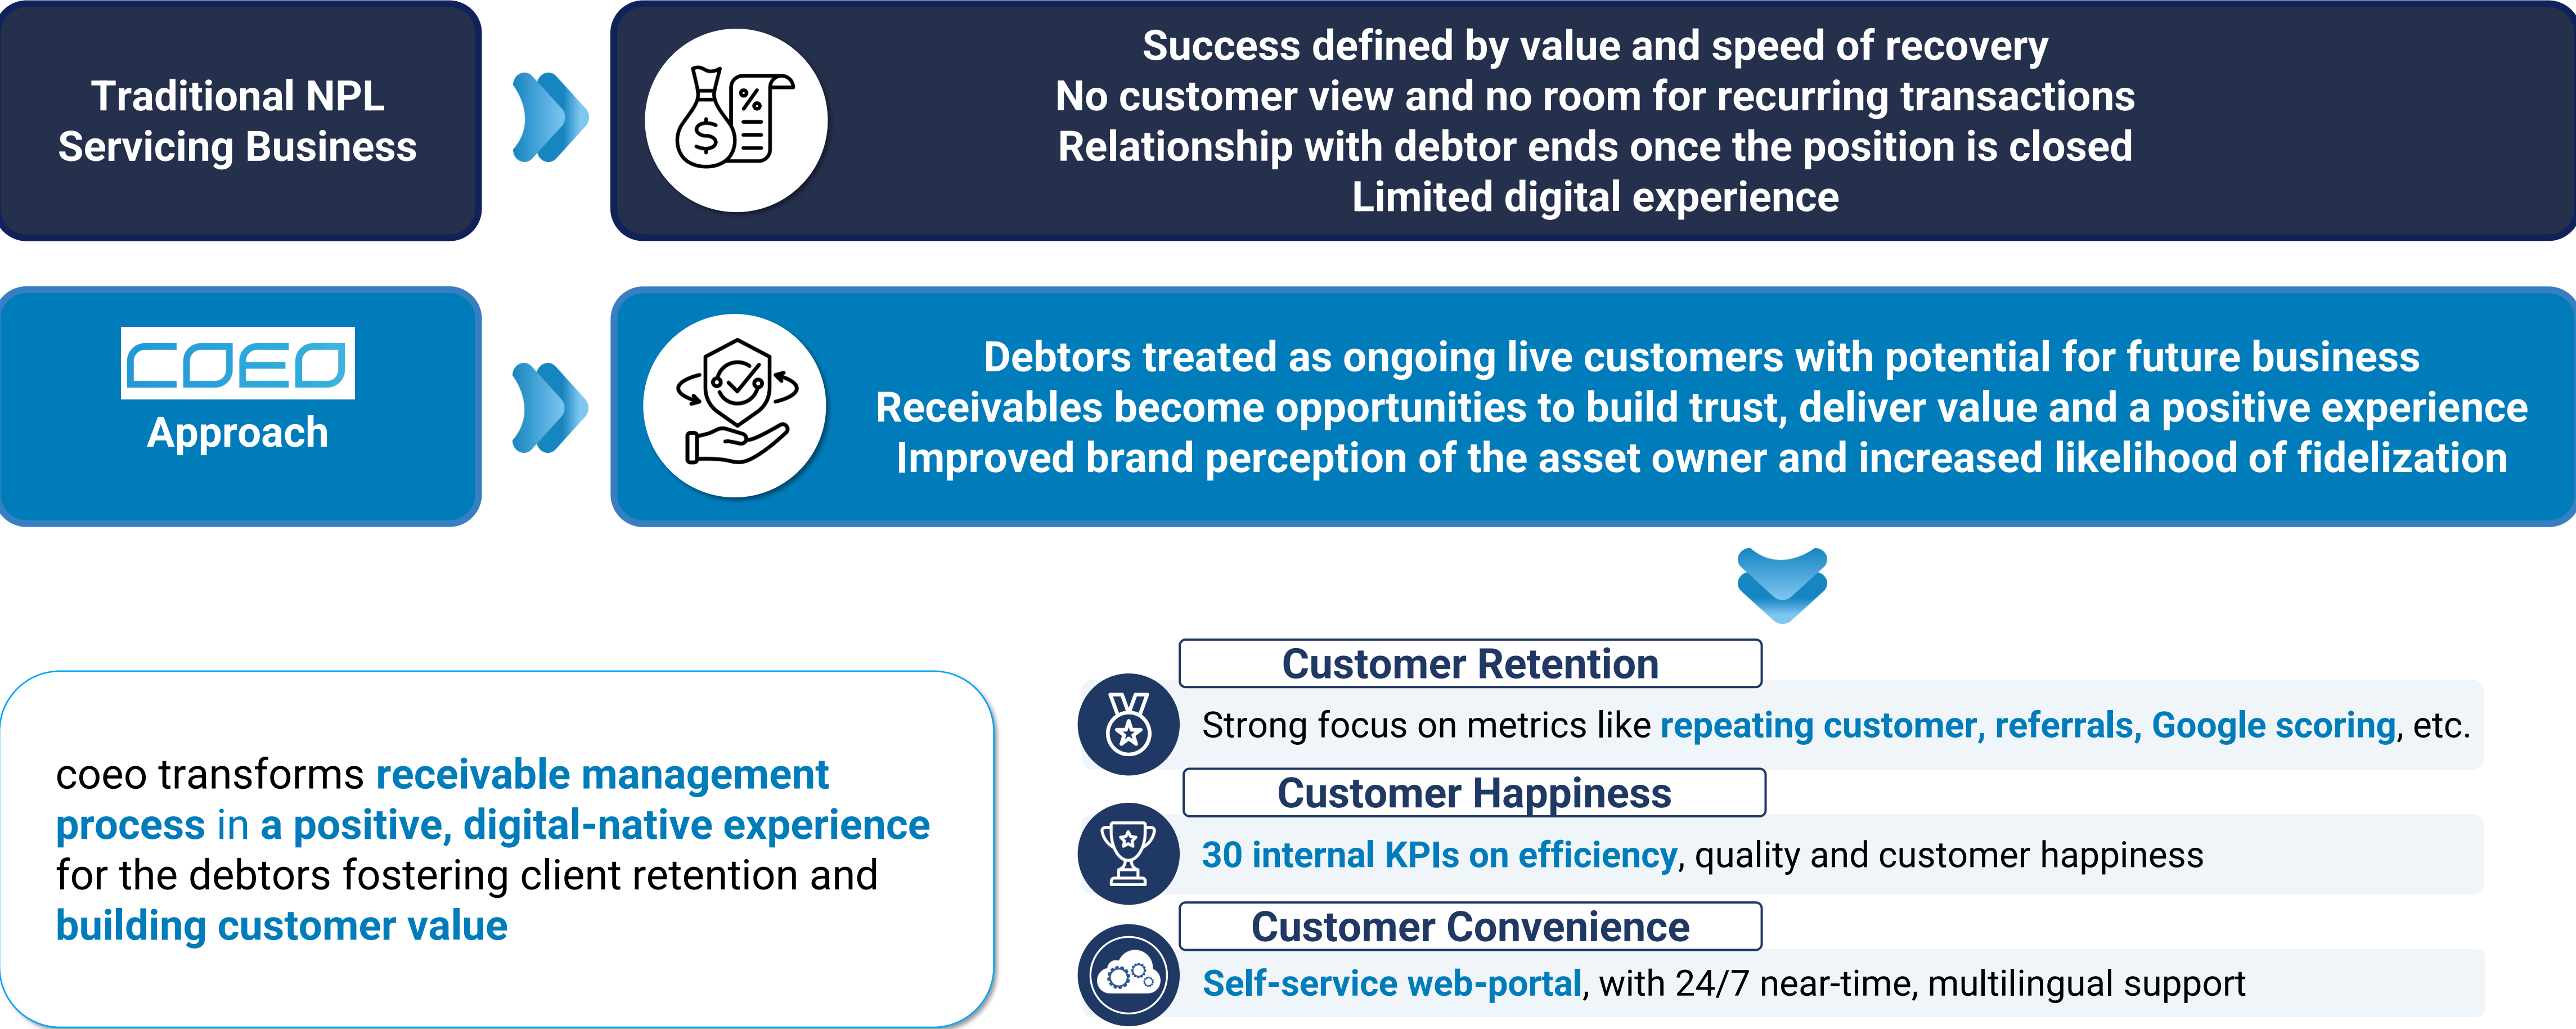 Traditional NPL
Servicing Business
$
%
Success defined by value and speed of recovery
No customer view and no room for recurring transactions
Relationship with debtor ends once the position is closed
Limited digital experience
COEO
Approach
Debtors treated as ongoing live customers with potential for future business
Receivables become opportunities to build trust, deliver value and a positive experience
Improved brand perception of the asset owner and increased likelihood of fidelization
coeo transforms receivable management
process in a positive, digital-native experience
for the debtors fostering client retention and
building customer value
Customer Retention
Strong focus on metrics like repeating customer, referrals, Google scoring, etc.
Customer Happiness
30 internal KPIs on efficiency, quality and customer happiness
Customer Convenience
Self-service web-portal, with 24/7 near-time, multilingual support